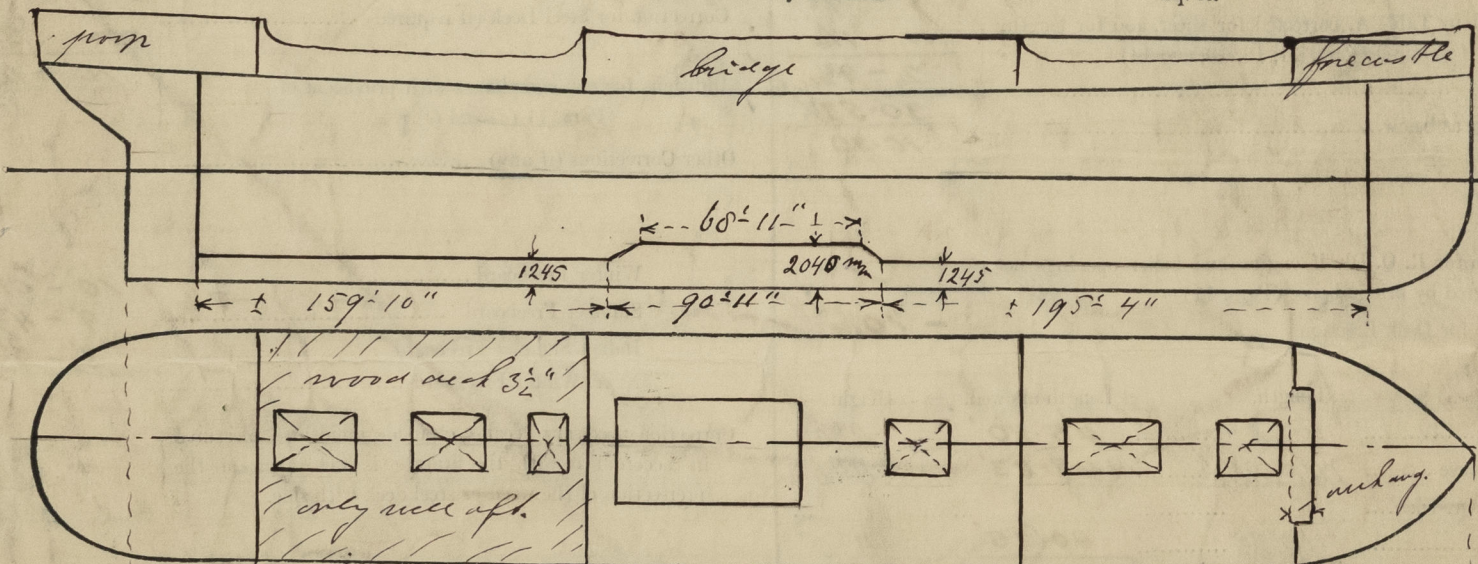 poop
bridge
forecastle
68'-11"
1245
2040 m/m
1245
± 159'-10"
90'-11"
± 195'-4"
wood deck 3½"
only well aft.
overhang.